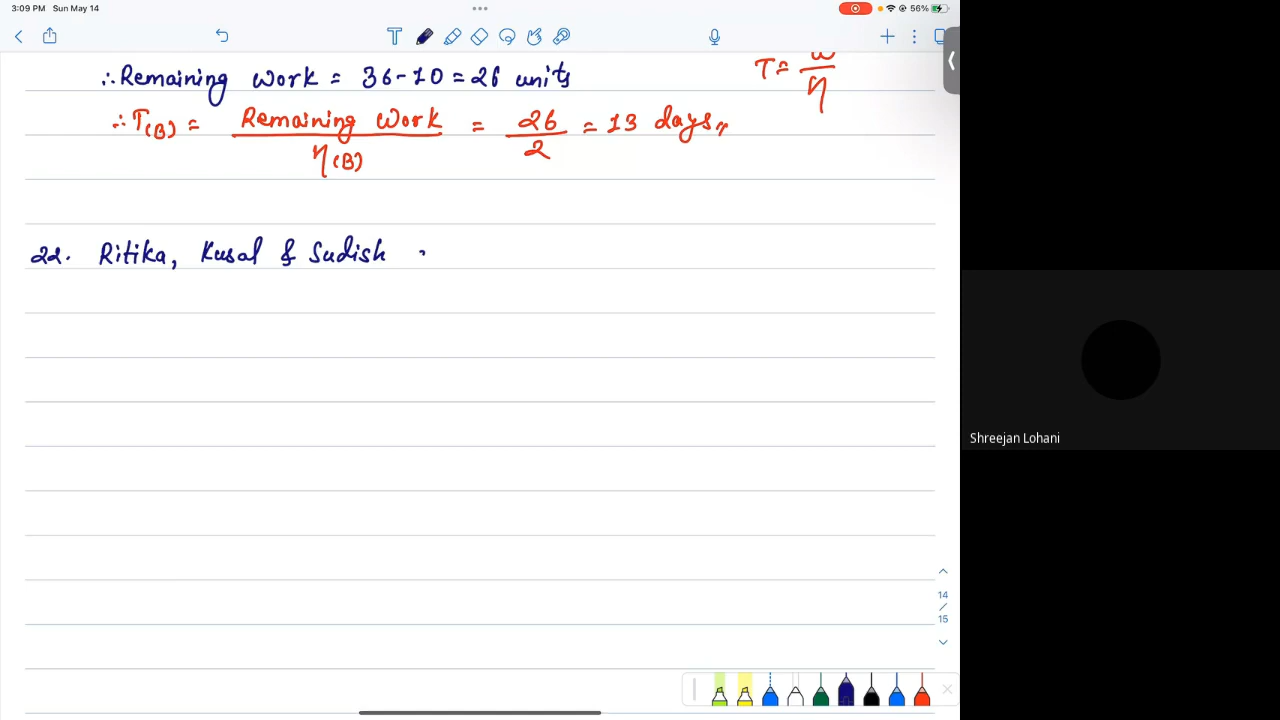 3:09 PM Sun May 14
56%
∴Remaining Work = 36-10 = 26 units
T = W/η
∴T(B) = Remaining Work/η(B) = 26/2 = 13 days,,
22. Ritika, Kusal & Sudish
14
/
15
Shreejan Lohani